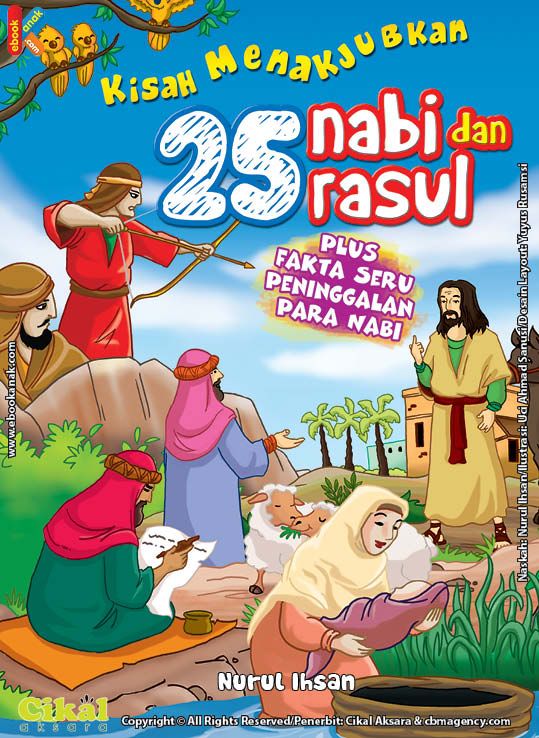 ebook
anak
.com
Kisah Menakjubkan
25 nabi dan
rasul
PLUS
FAKTA SERU
PENINGGALAN
PARA NABI
www.ebookanak.com
Naskah: Nurul Ihsan/Ilustrasi: Uci Ahmad Sanusi/Desain Layout: Yuyus Rusamsi
Nurul Ihsan
Cikal
aksara
Copyright © All Rights Reserved/Penerbit: Cikal Aksara & cbmagency.com